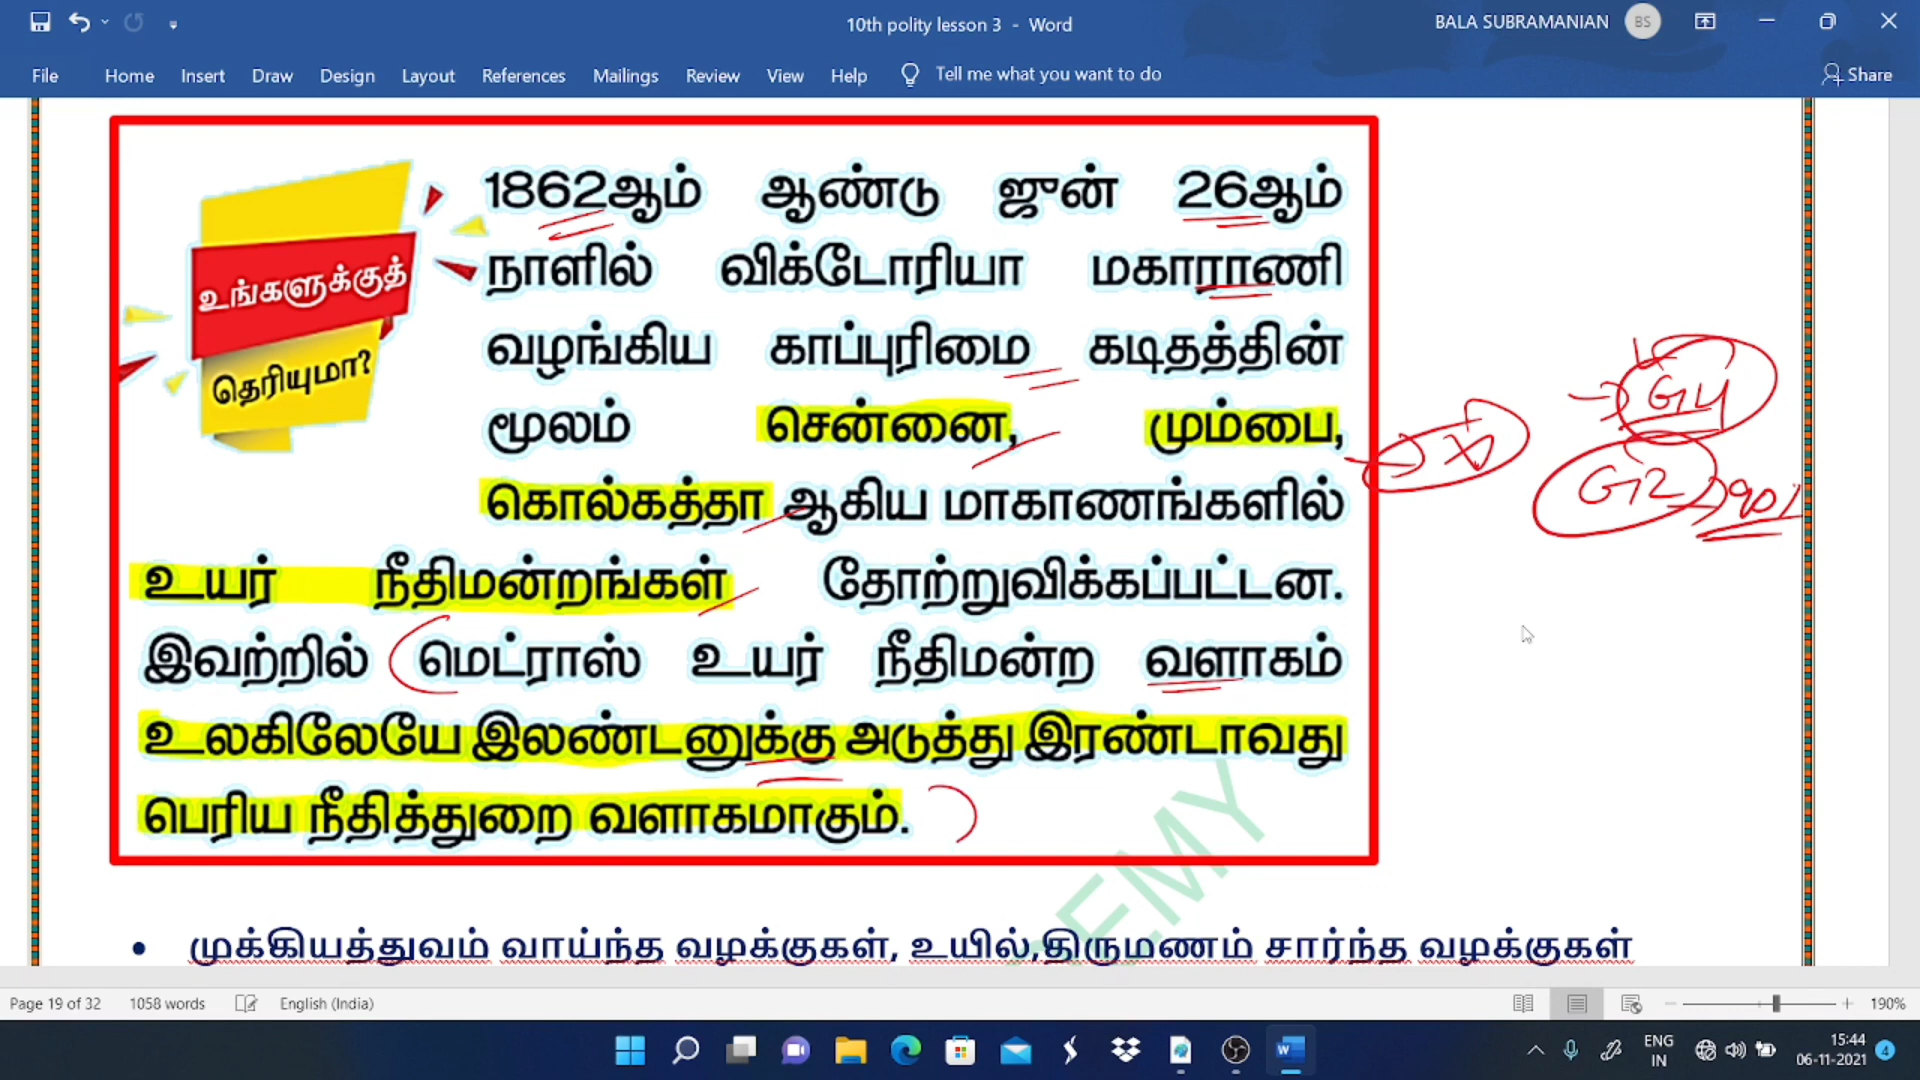 10th polity lesson 3 - Word
BALA SUBRAMANIAN BS
File Home Insert Draw Design Layout References Mailings Review View Help Tell me what you want to do Share
உங்களுக்குத்
தெரியுமா?
1862ஆம் ஆண்டு ஜுன் 26ஆம்
நாளில் விக்டோரியா மகாராணி
வழங்கிய காப்புரிமை கடிதத்தின்
மூலம் சென்னை, மும்பை,
கொல்கத்தா ஆகிய மாகாணங்களில்
உயர் நீதிமன்றங்கள் தோற்றுவிக்கப்பட்டன.
இவற்றில் மெட்ராஸ் உயர் நீதிமன்ற வளாகம்
உலகிலேயே இலண்டனுக்கு அடுத்து இரண்டாவது
பெரிய நீதித்துறை வளாகமாகும்.
G4
G2
EMY
• முக்கியத்துவம் வாய்ந்த வழக்குகள், உயில்,திருமணம் சார்ந்த வழக்குகள்
Page 19 of 32 1058 words English (India) 190%
ENG
IN
15:44
06-11-2021
4